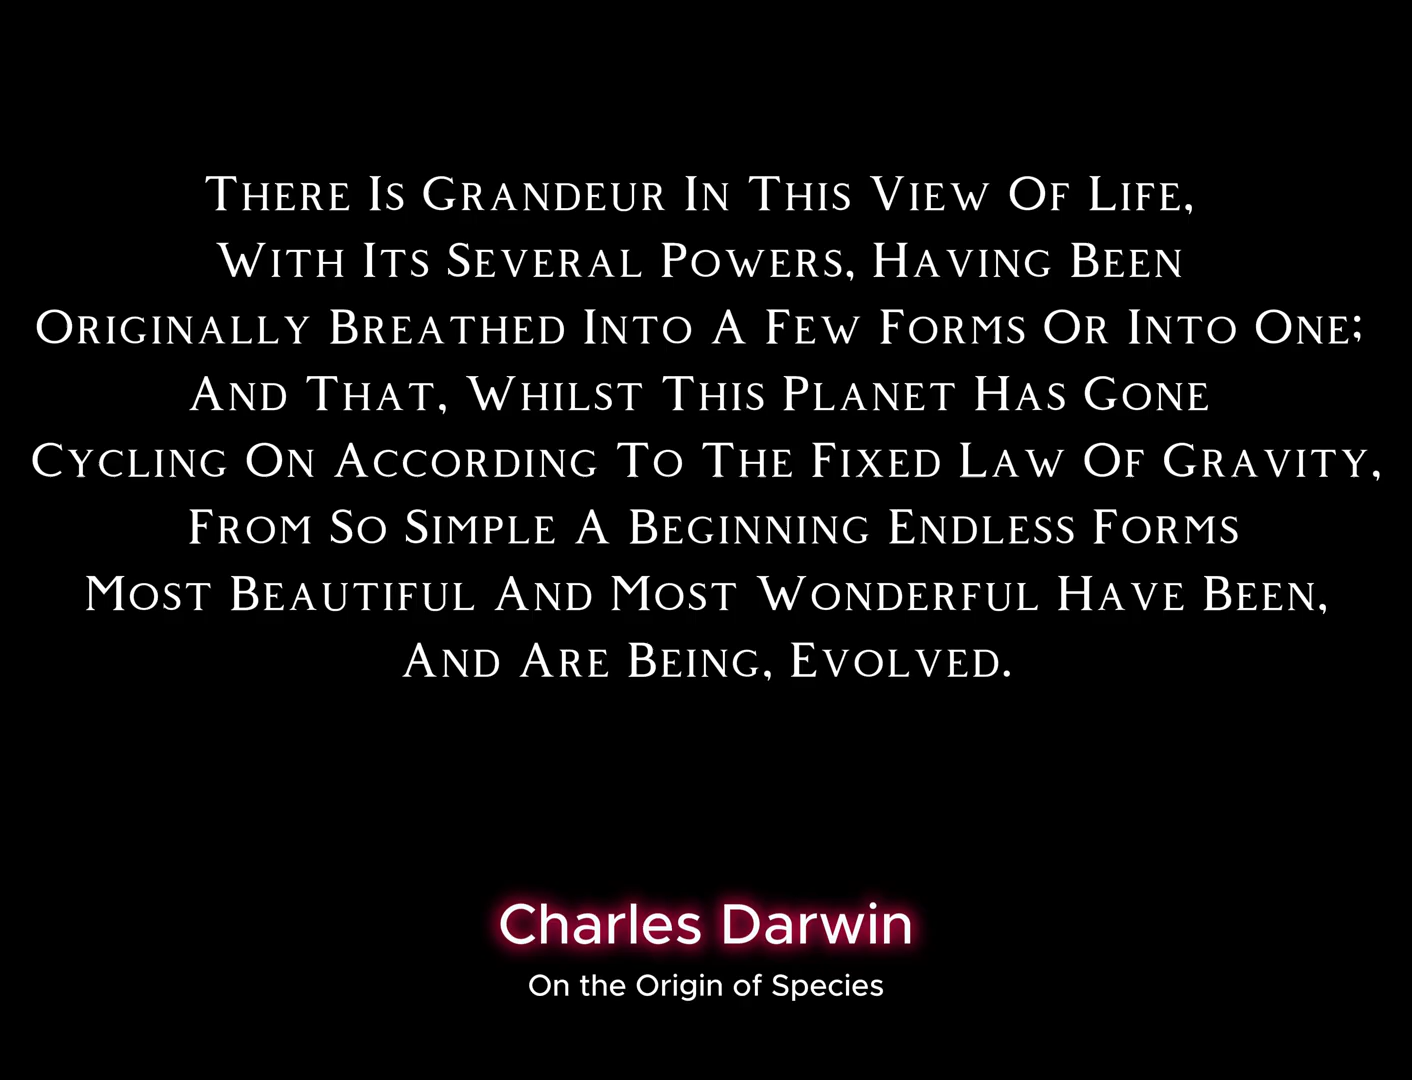 There Is Grandeur In This View Of Life,
With Its Several Powers, Having Been
Originally Breathed Into A Few Forms Or Into One;
And That, Whilst This Planet Has Gone
Cycling On According To The Fixed Law Of Gravity,
From So Simple A Beginning Endless Forms
Most Beautiful And Most Wonderful Have Been,
And Are Being, Evolved.
Charles Darwin
On the Origin of Species